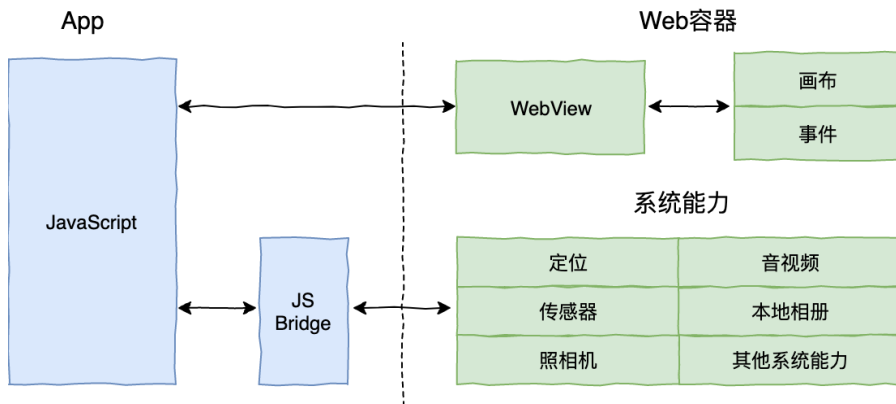 App
Web容器
JavaScript
WebView
画布
事件
系统能力
JS
Bridge
定位
音视频
传感器
本地相册
照相机
其他系统能力